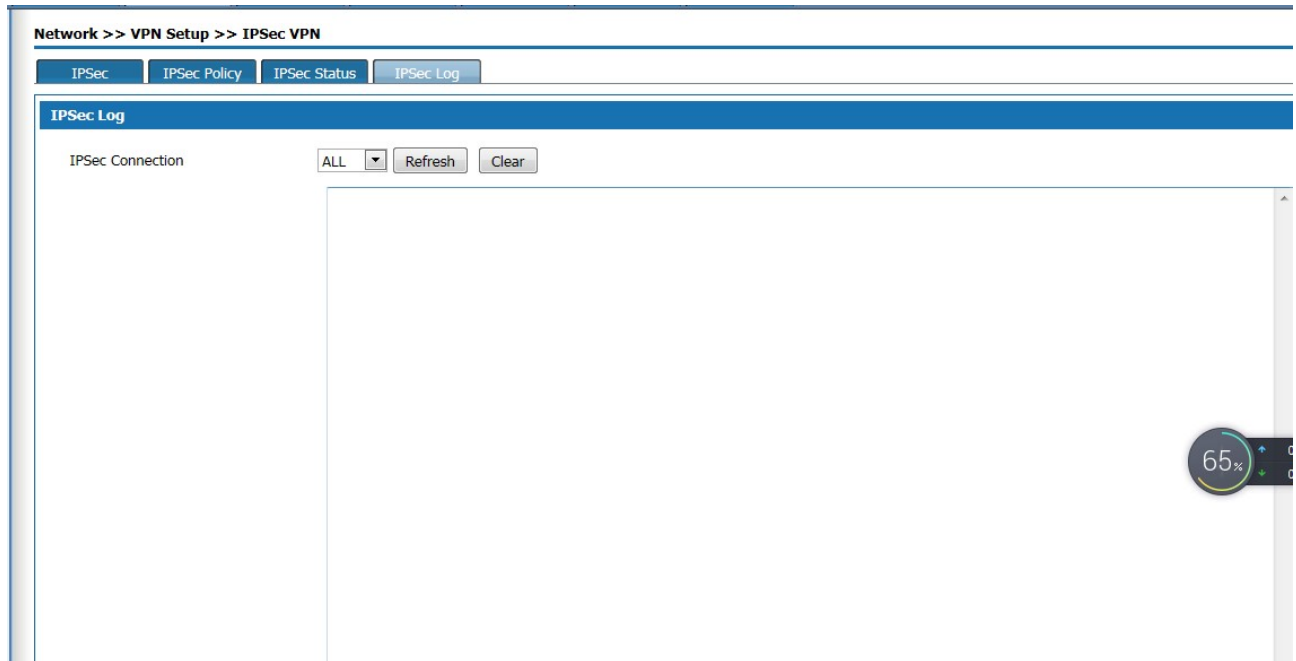 Network >> VPN Setup >> IPSec VPN
IPSec IPSec Policy IPSec Status IPSec Log
IPSec Log
IPSec Connection ALL Refresh Clear
65%